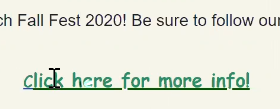 ch Fall Fest 2020! Be sure to follow our
Click here for more info!